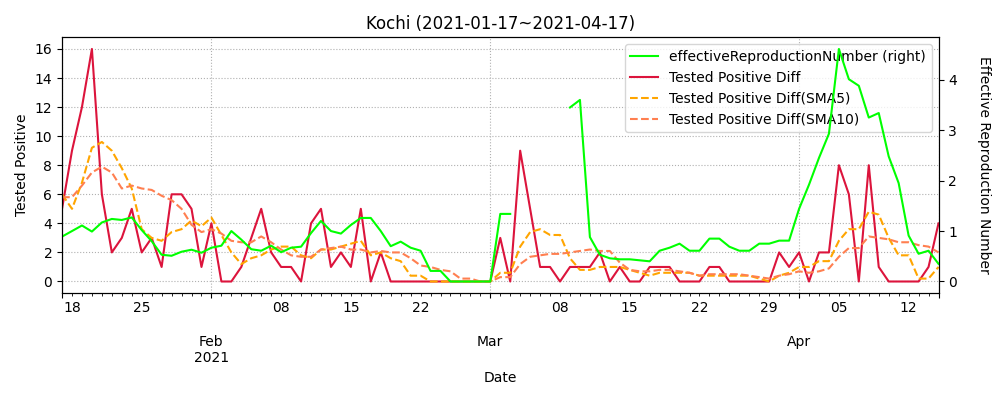 Kochi (2021-01-17~2021-04-17)
effectiveReproductionNumber (right)
Tested Positive Diff
Tested Positive Diff(SMA5)
Tested Positive Diff(SMA10)
Tested Positive
16
14
12
10
8
6
4
2
0
Effective Reproduction Number
4
3
2
1
0
18 25 08 15 22 08 15 22 29 05 12
Feb Mar Apr
2021
Date